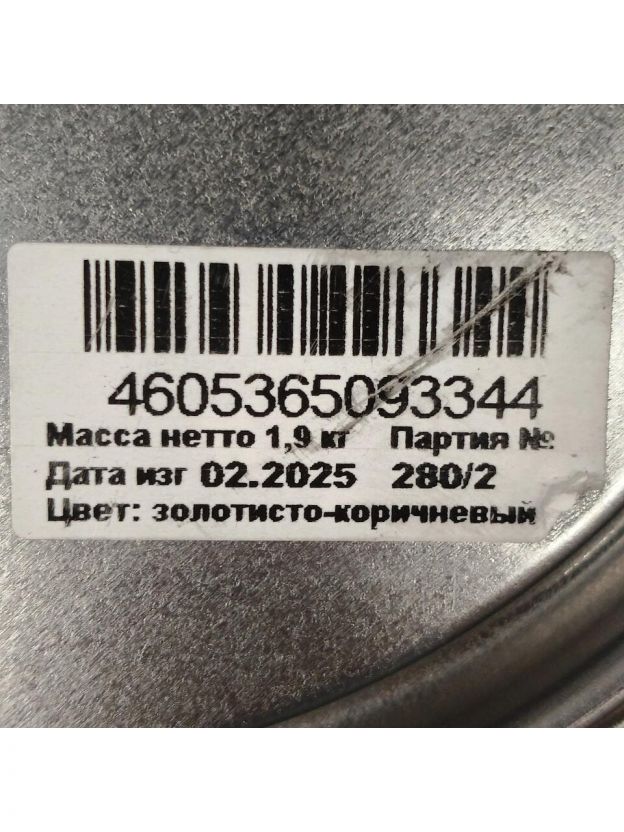 4605365093344
Масса нетто 1,9 кг Партия №
Дата изг 02.2025 280/2
Цвет: золотисто-коричневый